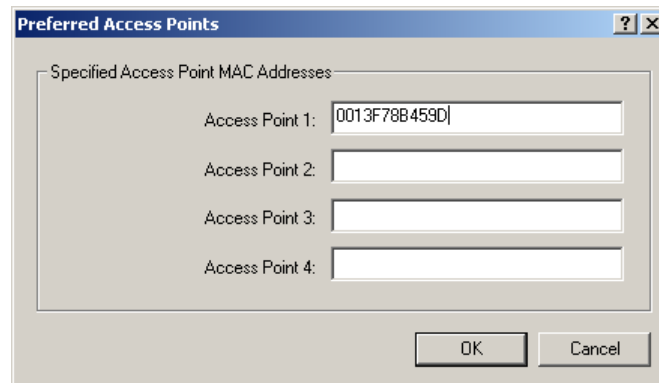 Preferred Access Points
Specified Access Point MAC Addresses
Access Point 1: 0013F78B459D
Access Point 2:
Access Point 3:
Access Point 4:
OK Cancel